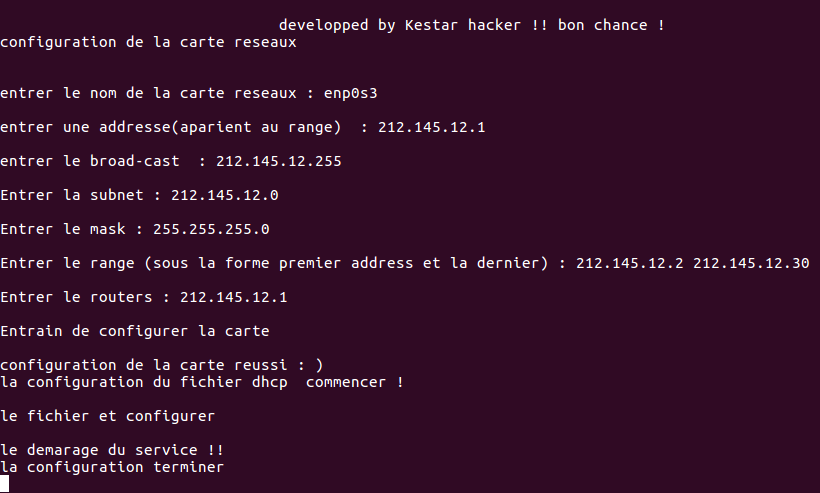 developped by Kestar hacker !! bon chance !
configuration de la carte reseaux
entrer le nom de la carte reseaux : enp0s3
entrer une addresse(aparient au range)  : 212.145.12.1
entrer le broad-cast  : 212.145.12.255
Entrer la subnet : 212.145.12.0
Entrer le mask : 255.255.255.0
Entrer le range (sous la forme premier address et la dernier) : 212.145.12.2 212.145.12.30
Entrer le routers : 212.145.12.1
Entrain de configurer la carte
configuration de la carte reussi : )
la configuration du fichier dhcp  commencer !
le fichier et configurer
le demarage du service !!
la configuration terminer